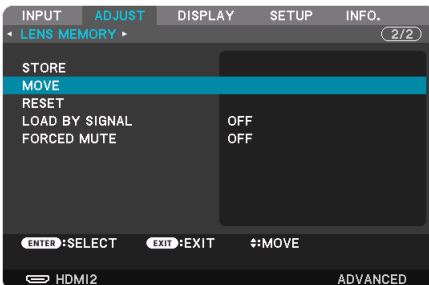 INPUT ADJUST DISPLAY SETUP INFO.
LENS MEMORY (2/2)
STORE
MOVE
RESET
LOAD BY SIGNAL OFF
FORCED MUTE OFF
ENTER :SELECT EXIT :EXIT :MOVE
HDMI2 ADVANCED